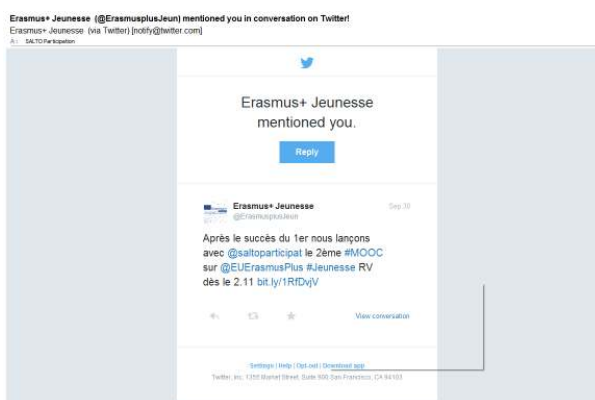 Erasmus+ Jeunesse (@ErasmusplusJeun) mentioned you in conversation on Twitter!
Erasmus+ Jeunesse (via Twitter) [notify@twitter.com]
A : SALTO Participation
Erasmus+ Jeunesse
mentioned you.
Reply
Erasmus+ Jeunesse
Sep 30
@ErasmusplusJeun
Après le succès du 1er nous lançons
avec @saltoparticipat le 2ème #MOOC
sur @EUErasmusPlus #Jeunesse RV
dès le 2.11 bit.ly/1RfDvjV
View conversation
Settings | Help | Opt-out | Download app
Twitter, Inc. 1355 Market Street, Suite 900 San Francisco, CA 94103